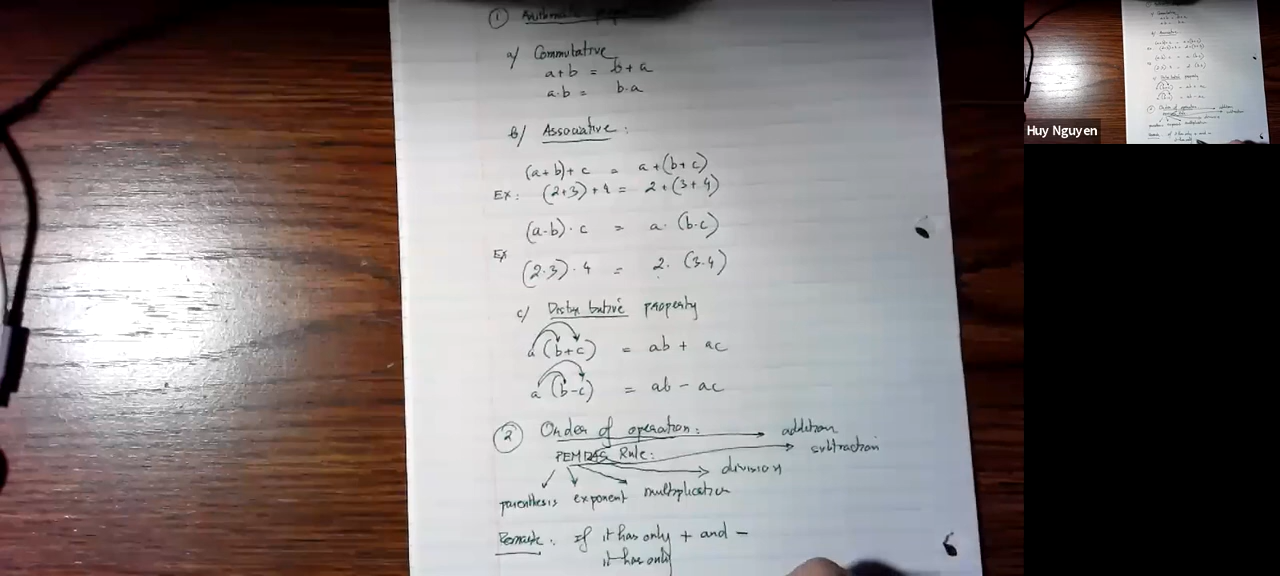 ① Arithmetic
a/ Commutative
a+b = b+a
a.b = b.a
b/ Associative :
(a+b)+c = a+(b+c)
EX: (2+3)+4 = 2+(3+4)
(a.b).c = a.(b.c)
EX (2.3).4 = 2.(3.4)
c/ Distributive property
a(b+c) = ab + ac
a(b-c) = ab - ac
② Order of operation: addition
PEMDAS Rule: subtraction
division
parenthesis exponent multiplication
Remark: If it has only + and -
it has only
Huy Nguyen